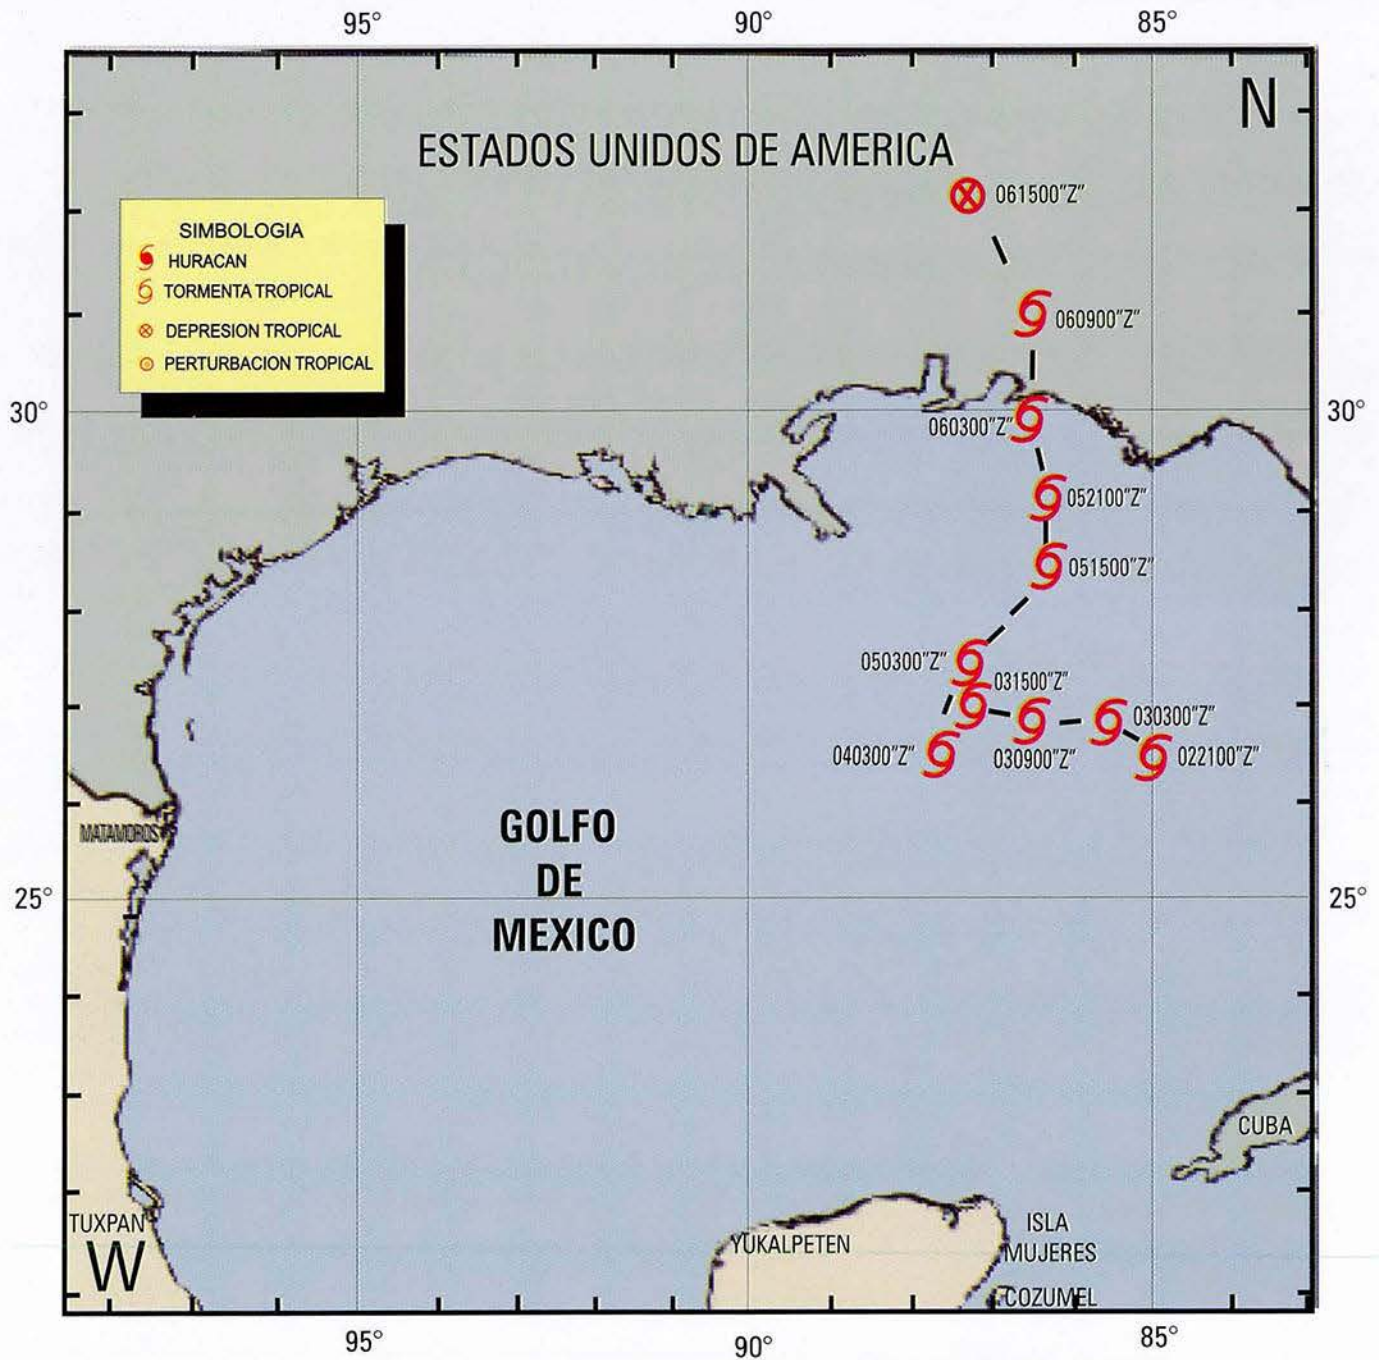 95°
90°
85°
N
ESTADOS UNIDOS DE AMERICA
061500"Z"
SIMBOLOGIA
HURACAN
TORMENTA TROPICAL
DEPRESION TROPICAL
PERTURBACION TROPICAL
060900"Z"
30°
30°
060300"Z"
052100"Z"
051500"Z"
050300"Z"
031500"Z"
030300"Z"
040300"Z"
030900"Z"
022100"Z"
MATAMOROS
GOLFO
DE
MEXICO
25°
25°
CUBA
TUXPAN
W
YUKALPETEN
ISLA
MUJERES
COZUMEL
95°
90°
85°